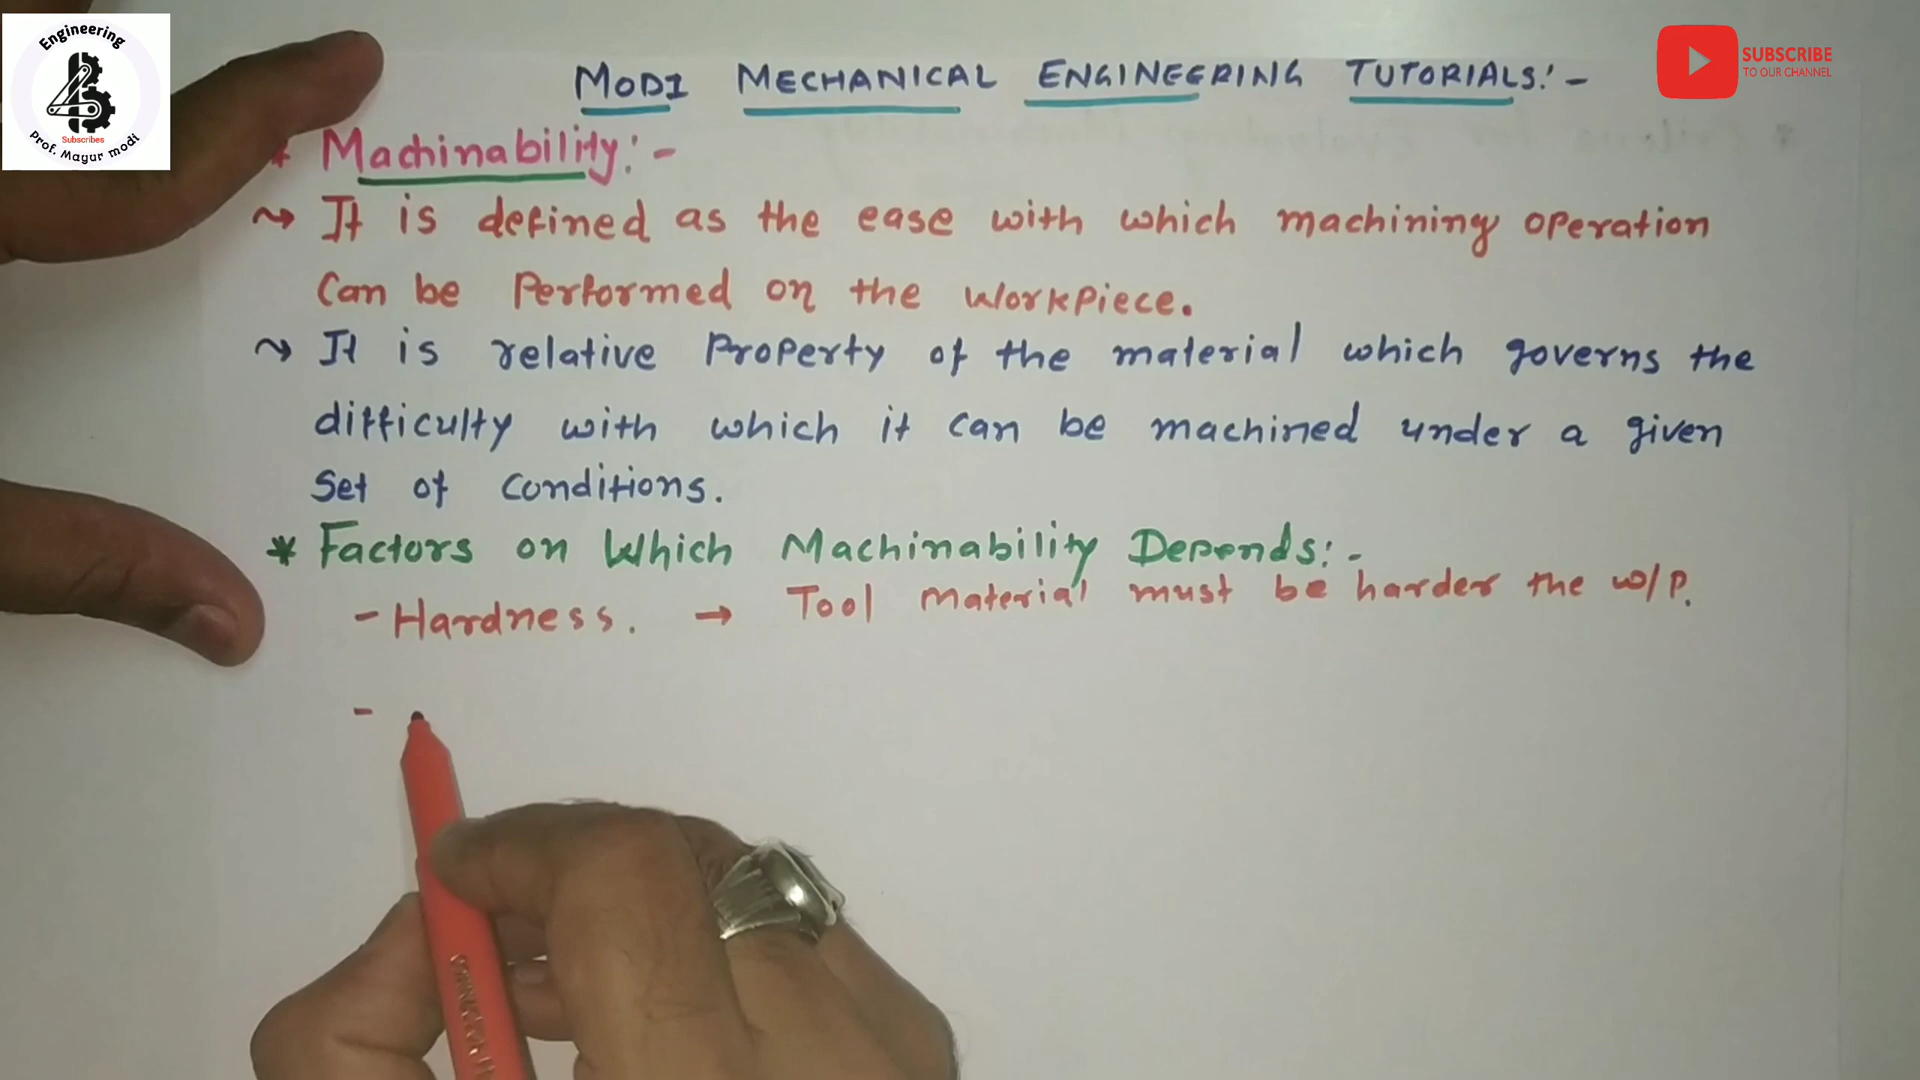 Engineering
Subscribes
Prof. Mayur modi
SUBSCRIBE
TO OUR CHANNEL
MODI MECHANICAL ENGINEERING TUTORIALS:-
* Machinability:-
~> It is defined as the ease with which machining operation
Can be Performed on the Workpiece.
~> It is relative Property of the material which governs the
difficulty with which it can be machined under a given
Set of Conditions.
* Factors on Which Machinability Depends:-
- Hardness. → Tool Material must be harder the w/P.
-